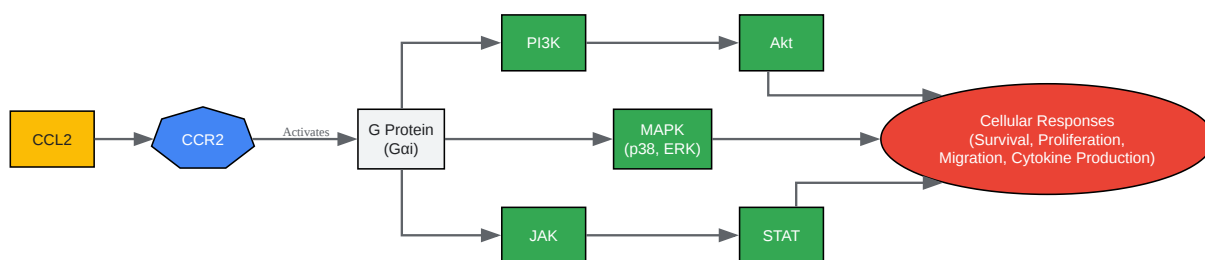 CCL2
CCR2
Activates
G Protein
(Gαi)
PI3K
Akt
MAPK
(p38, ERK)
JAK
STAT
Cellular Responses
(Survival, Proliferation,
Migration, Cytokine Production)